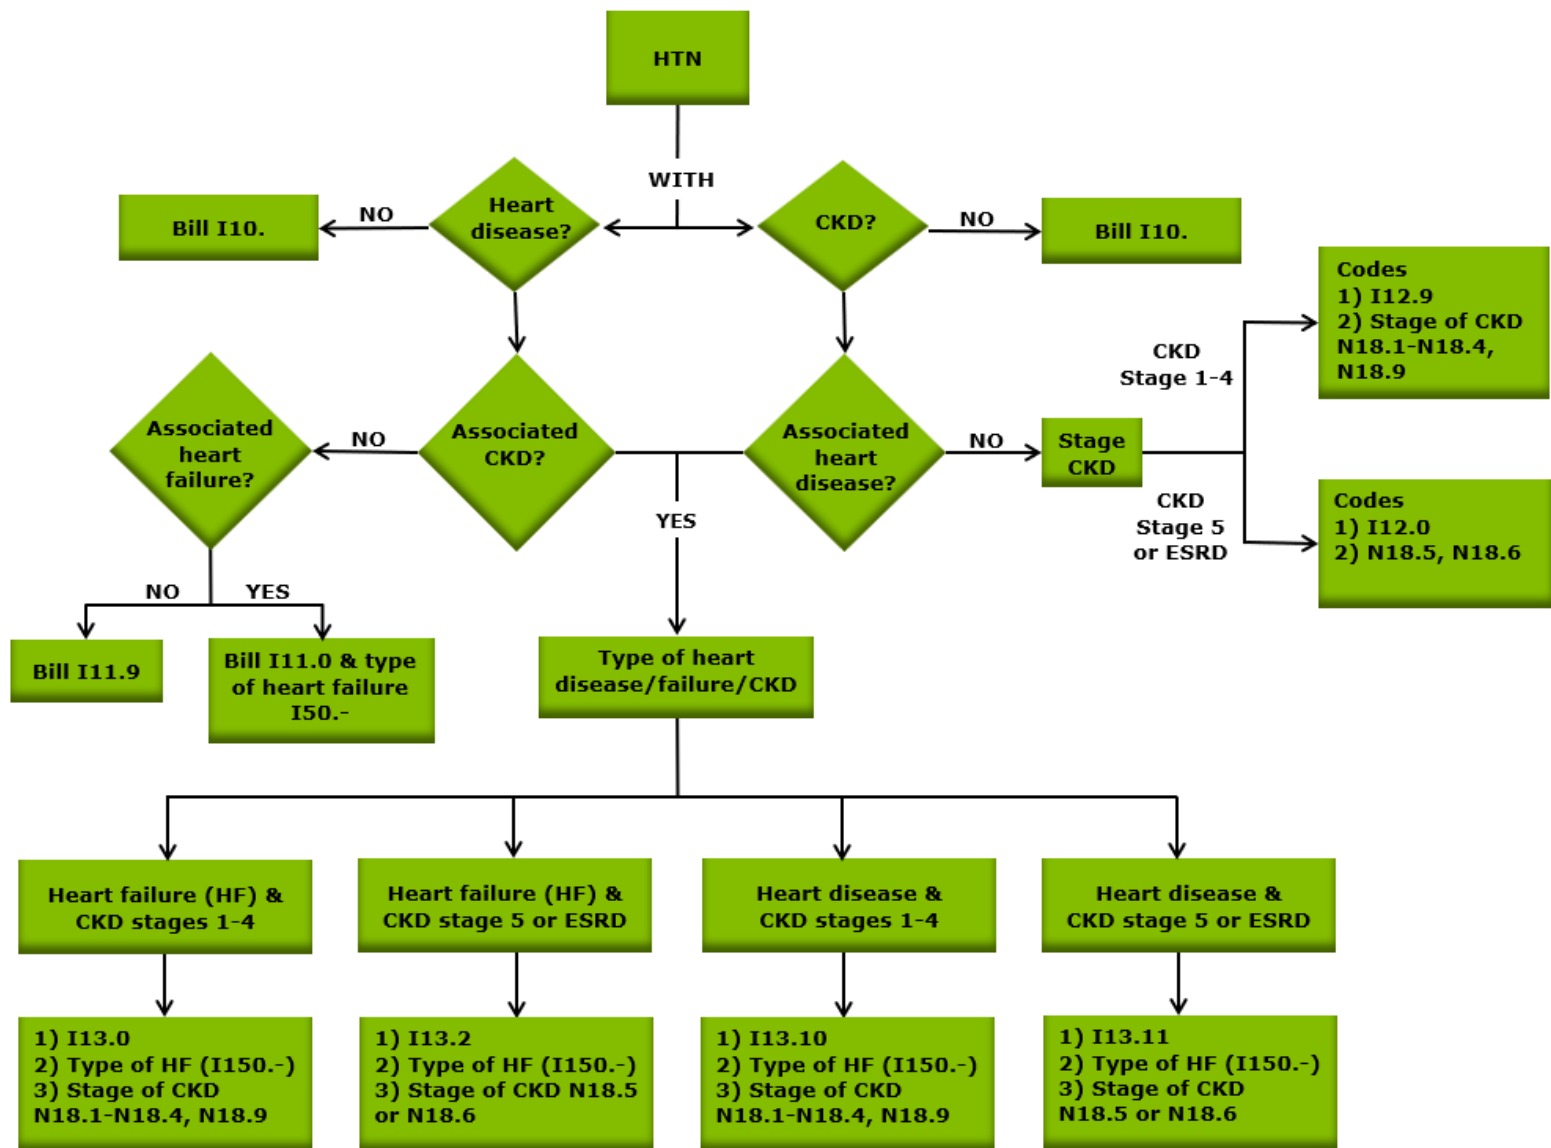 HTN
WITH
Heart
disease?
CKD?
NO
Bill I10.
NO
Bill I10.
Associated
heart
failure?
NO
Associated
CKD?
YES
Associated
heart
disease?
NO
Stage
CKD
CKD
Stage 1-4
Codes
1) I12.9
2) Stage of CKD
N18.1-N18.4,
N18.9
CKD
Stage 5
or ESRD
Codes
1) I12.0
2) N18.5, N18.6
NO
YES
Bill I11.9
Bill I11.0 & type
of heart failure
I50.-
Type of heart
disease/failure/CKD
Heart failure (HF) &
CKD stages 1-4
Heart failure (HF) &
CKD stage 5 or ESRD
Heart disease &
CKD stages 1-4
Heart disease &
CKD stage 5 or ESRD
1) I13.0
2) Type of HF (I150.-)
3) Stage of CKD
N18.1-N18.4, N18.9
1) I13.2
2) Type of HF (I150.-)
3) Stage of CKD N18.5
or N18.6
1) I13.10
2) Type of HF (I150.-)
3) Stage of CKD
N18.1-N18.4, N18.9
1) I13.11
2) Type of HF (I150.-)
3) Stage of CKD
N18.5 or N18.6